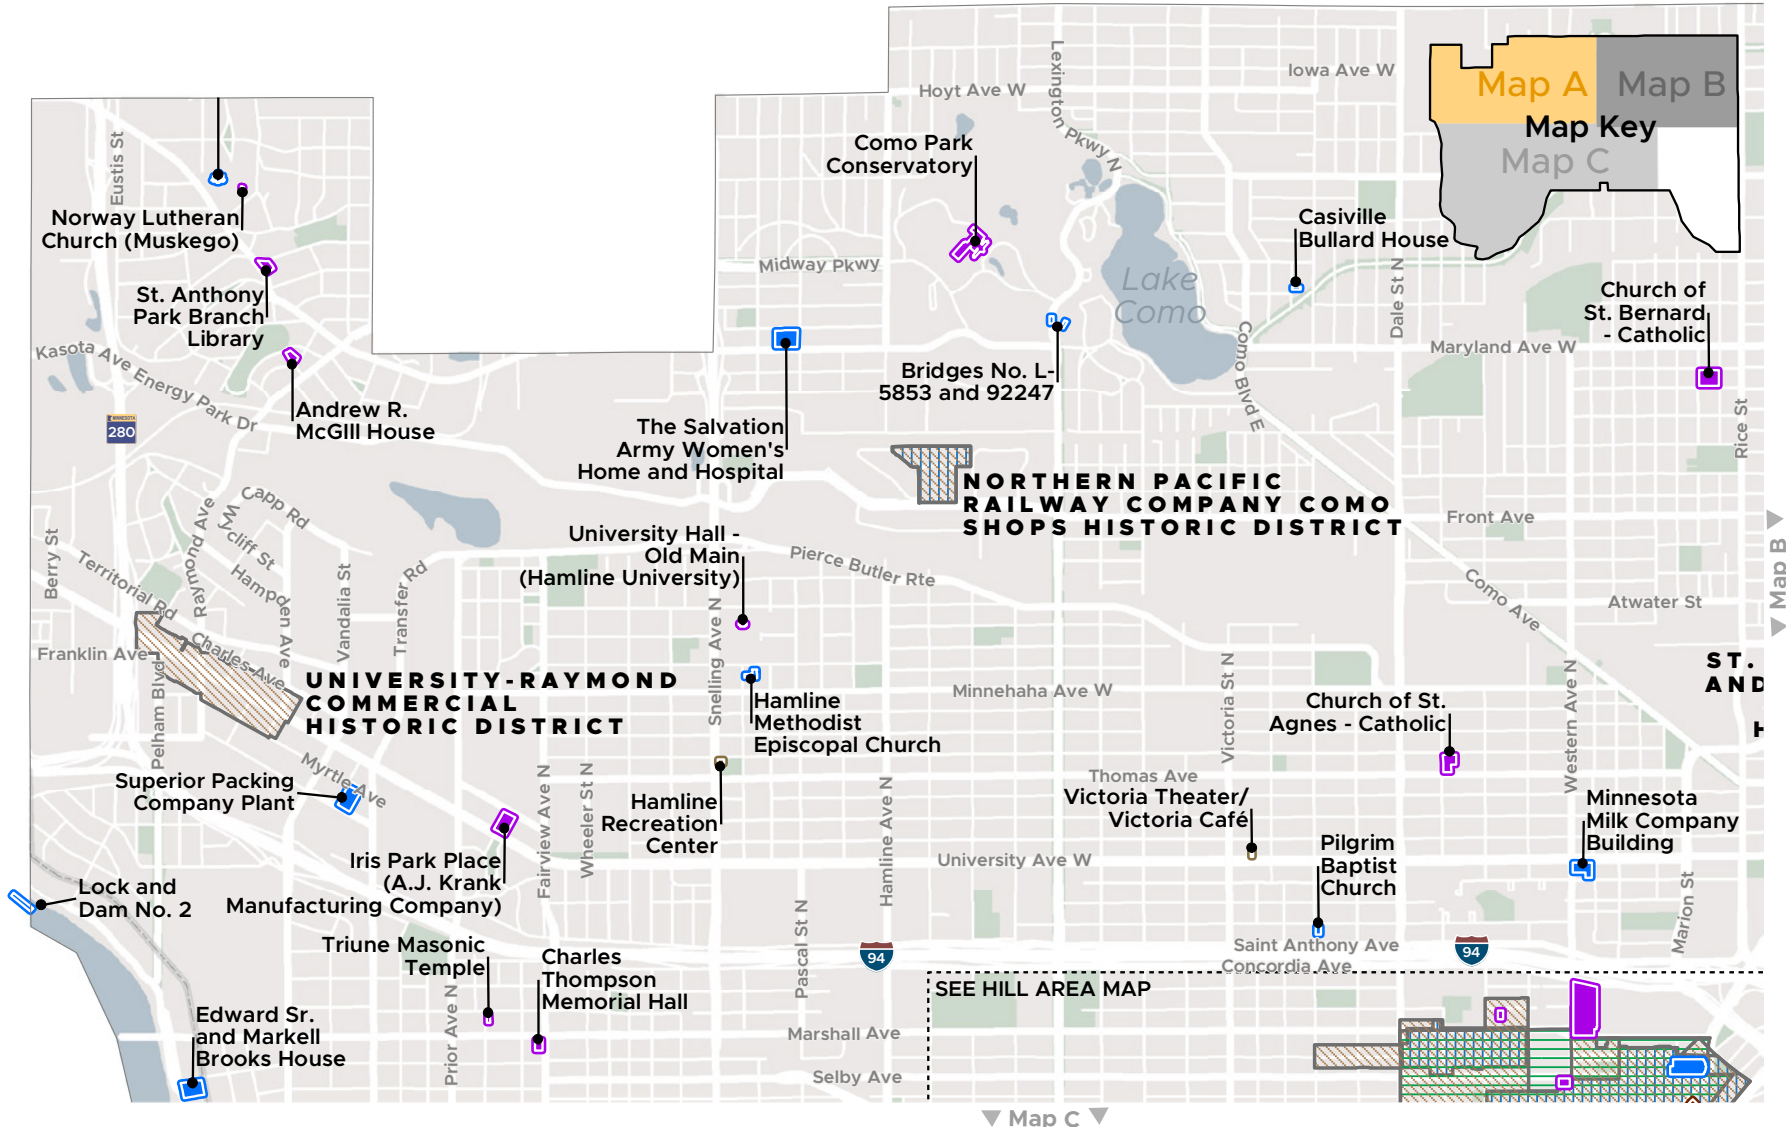 Iowa Ave W
Hoyt Ave W
Lexington Pkwy N
Map A
Map B
Map Key
Map C
Eustis St
Como Park
Conservatory
Norway Lutheran
Church (Muskego)
Casiville
Bullard House
Midway Pkwy
Lake
Como
Dale St N
St. Anthony
Park Branch
Library
Church of
St. Bernard
- Catholic
Kasota Ave
Energy Park Dr
Como Blvd E
Maryland Ave W
Bridges No. L-
5853 and 92247
MINNESOTA
280
Andrew R.
McGIll House
The Salvation
Army Women's
Home and Hospital
Rice St
NORTHERN PACIFIC
RAILWAY COMPANY COMO
SHOPS HISTORIC DISTRICT
Capp Rd
Raymond Ave
Wycliff St
Front Ave
University Hall -
Old Main
(Hamline University)
Pierce Butler Rte
Berry St
Territorial Rd
Hampden Ave
Vandalia St
Transfer Rd
Como Ave
Atwater St
Map B
Franklin Ave
Charles Ave
Pelham Blvd
Snelling Ave N
UNIVERSITY-RAYMOND
COMMERCIAL
HISTORIC DISTRICT
Minnehaha Ave W
Victoria St N
Western Ave N
ST.
AND
H
Hamline
Methodist
Episcopal Church
Church of St.
Agnes - Catholic
Myrtle Ave
Superior Packing
Company Plant
Fairview Ave N
Wheeler St N
Hamline
Recreation
Center
Hamline Ave N
Thomas Ave
Victoria Theater/
Victoria Café
Minnesota
Milk Company
Building
Pilgrim
Baptist
Church
Iris Park Place
(A.J. Krank
Manufacturing Company)
University Ave W
Lock and
Dam No. 2
Marion St
Pascal St N
Triune Masonic
Temple
Charles
Thompson
Memorial Hall
94
94
Saint Anthony Ave
Concordia Ave
SEE HILL AREA MAP
Prior Ave N
Edward Sr.
and Markell
Brooks House
Marshall Ave
Selby Ave
Map C